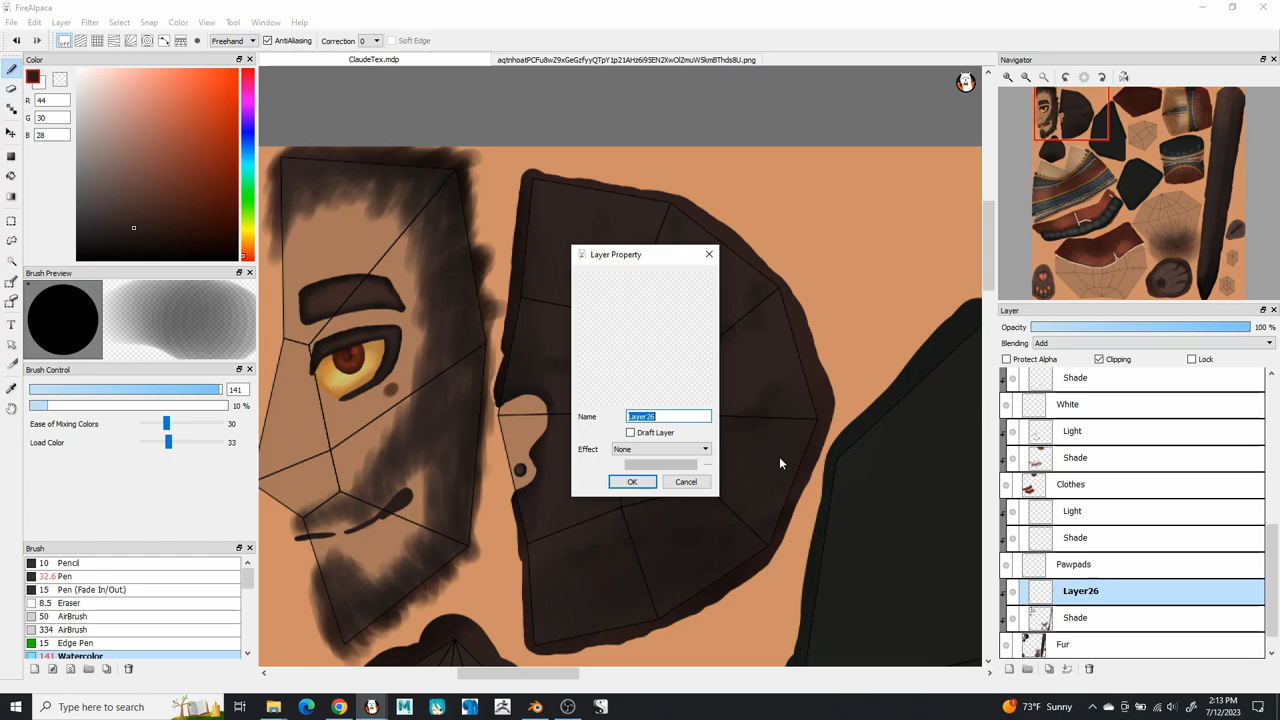 FireAlpaca
File Edit Layer Filter Select Snap Color View Tool Window Help
off Freehand AntiAliasing Correction 0 Soft Edge
Color
R 44
G 30
B 28
Brush Preview
Brush Control
141
10 %
Ease of Mixing Colors 30
Load Color 33
Brush
10 Pencil
32.6 Pen
15 Pen (Fade In/Out)
8.5 Eraser
50 AirBrush
334 AirBrush
15 Edge Pen
141 Watercolor
ClaudeTex.mdp
Layer Property
Name Layer26
Draft Layer
Effect None
OK Cancel
Navigator
Layer
Opacity 100 %
Blending Add
Protect Alpha Clipping Lock
Shade
White
Light
Shade
Clothes
Light
Shade
Pawpads
Layer26
Shade
Fur
Type here to search
73°F Sunny
2:13 PM
7/12/2023